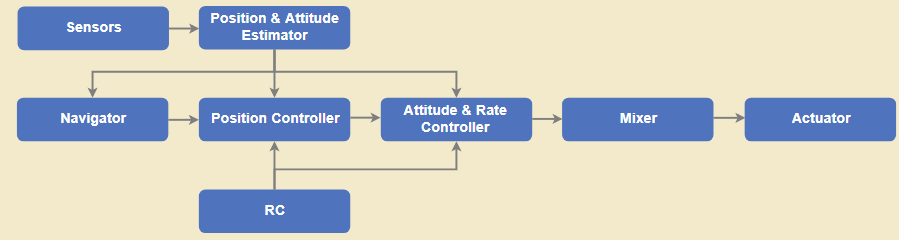 Sensors
Position & Attitude
Estimator
Navigator
Position Controller
Attitude & Rate
Controller
Mixer
Actuator
RC